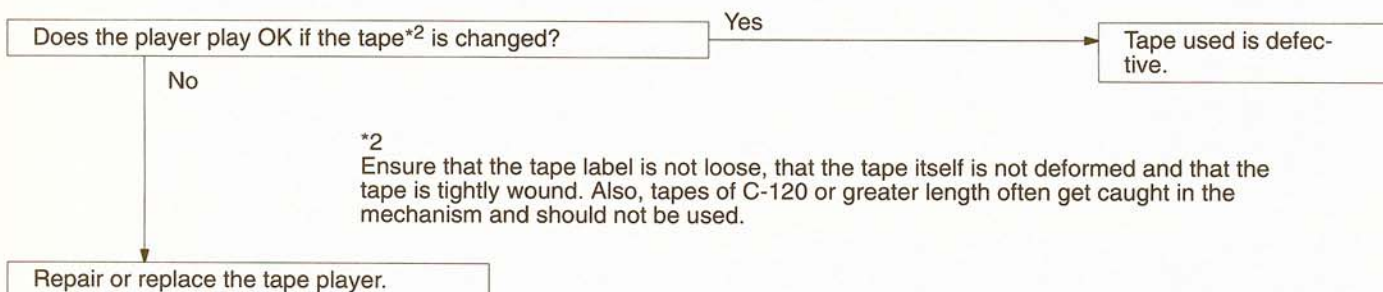 Does the player play OK if the tape*2 is changed?
Yes
Tape used is defec-
tive.
No
*2
Ensure that the tape label is not loose, that the tape itself is not deformed and that the
tape is tightly wound. Also, tapes of C-120 or greater length often get caught in the
mechanism and should not be used.
Repair or replace the tape player.